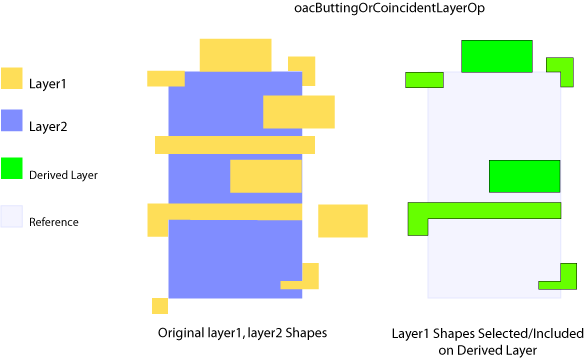 oacButtingOrCoincidentLayerOp
Layer1
Layer2
Derived Layer
Reference
Original layer1, layer2 Shapes
Layer1 Shapes Selected/Included
on Derived Layer